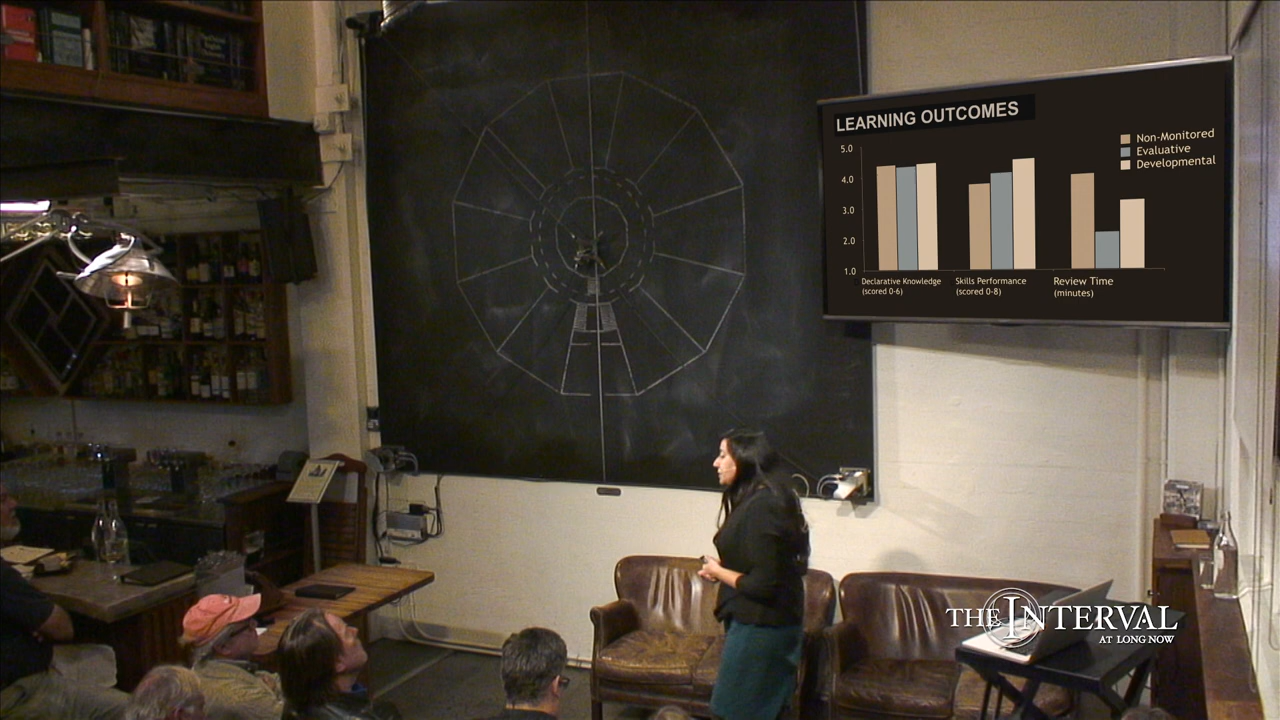 LEARNING OUTCOMES
Non-Monitored
Evaluative
Developmental
5.0
4.0
3.0
2.0
1.0
Declarative Knowledge
(scored 0-6)
Skills Performance
(scored 0-8)
Review Time
(minutes)
THE INTERVAL
AT LONG NOW